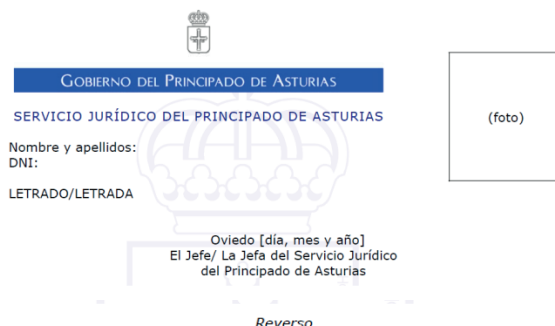 GOBIERNO DEL PRINCIPADO DE ASTURIAS
SERVICIO JURÍDICO DEL PRINCIPADO DE ASTURIAS
(foto)
Nombre y apellidos:
DNI:
LETRADO/LETRADA
Oviedo [día, mes y año]
El Jefe/ La Jefa del Servicio Jurídico
del Principado de Asturias
Reverso